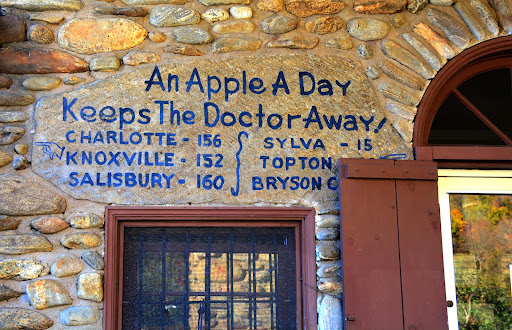 An Apple A Day
Keeps The Doctor Away!
CHARLOTTE - 156
KNOXVILLE - 152
SALISBURY - 160
SYLVA - 15
TOPTON
BRYSON C